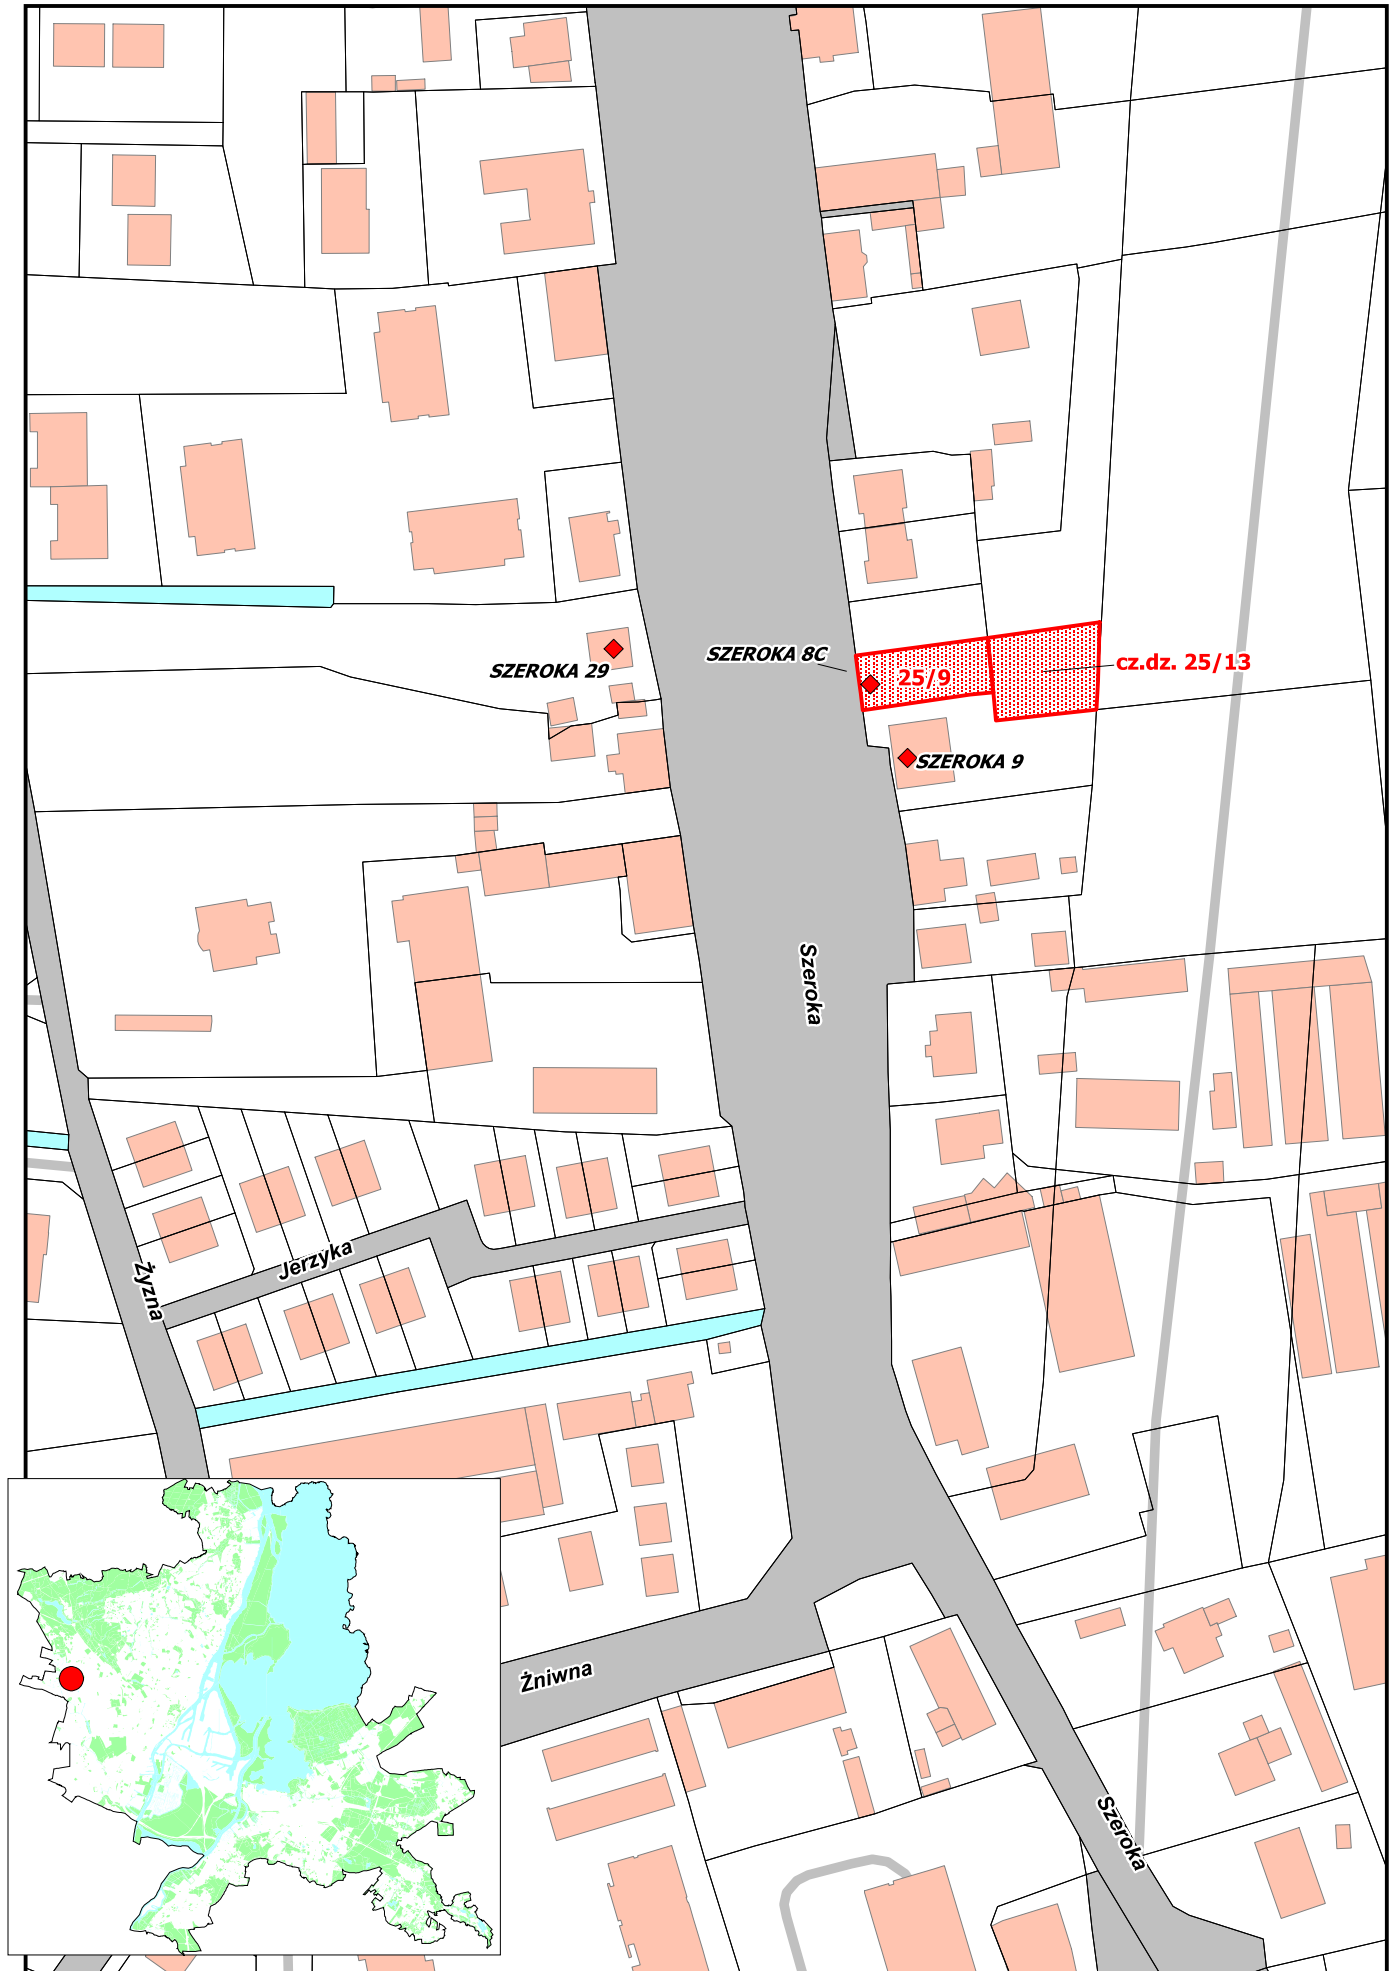 SZEROKA 8C
cz.dz. 25/13
SZEROKA 29
25/9
SZEROKA 9
Szeroka
Jerzyka
Żyzna
Żniwna
Szeroka